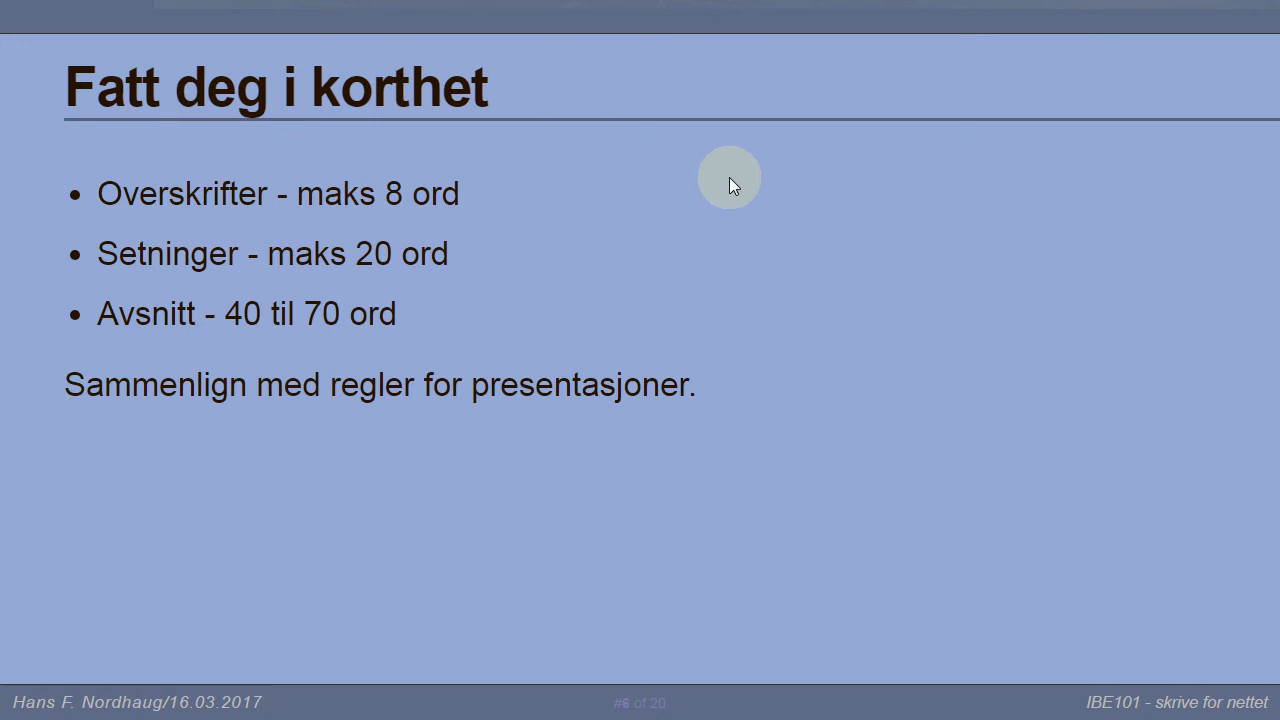 Fatt deg i korthet
• Overskrifter - maks 8 ord
• Setninger - maks 20 ord
• Avsnitt - 40 til 70 ord
Sammenlign med regler for presentasjoner.
Hans F. Nordhaug/16.03.2017
#6 of 20
IBE101 - skrive for nettet